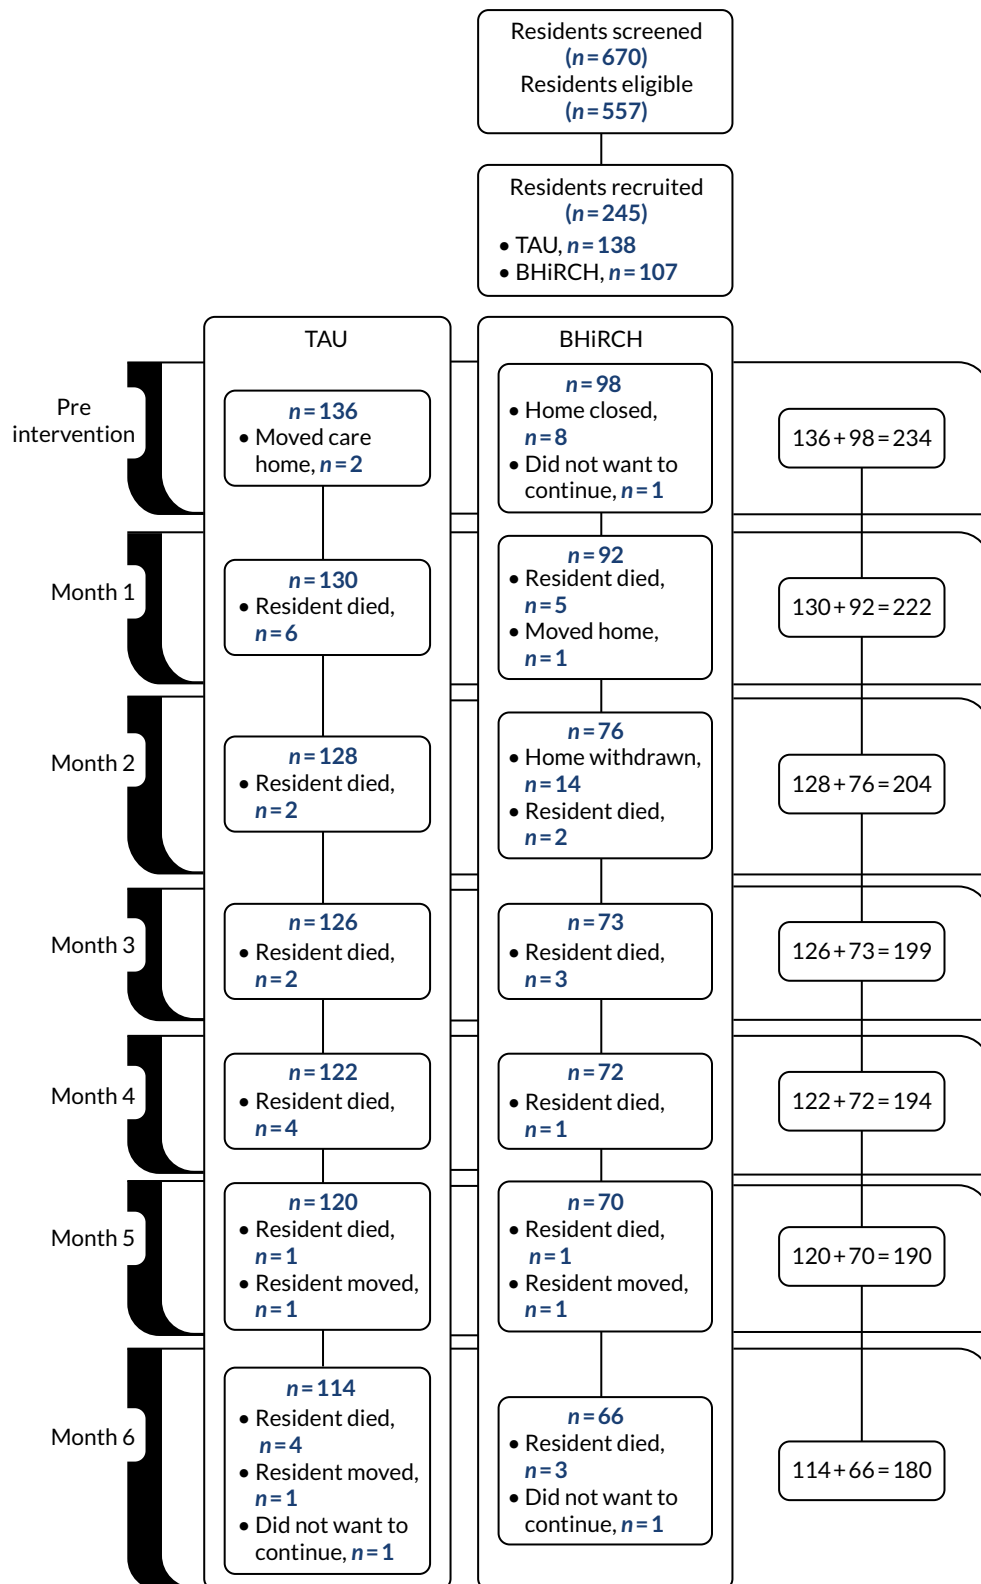 Residents screened
(n=670)
Residents eligible
(n=557)
Residents recruited
(n=245)
• TAU, n=138
• BHiRCH, n=107
TAU
BHiRCH
Pre
intervention
n=136
• Moved care
home, n=2
n=98
• Home closed,
n=8
• Did not want to
continue, n=1
136+98=234
Month 1
n=130
• Resident died,
n=6
n=92
• Resident died,
n=5
• Moved home,
n=1
130+92=222
Month 2
n=128
• Resident died,
n=2
n=76
• Home withdrawn,
n=14
• Resident died,
n=2
128+76=204
Month 3
n=126
• Resident died,
n=2
n=73
• Resident died,
n=3
126+73=199
Month 4
n=122
• Resident died,
n=4
n=72
• Resident died,
n=1
122+72=194
Month 5
n=120
• Resident died,
n=1
• Resident moved,
n=1
n=70
• Resident died,
n=1
• Resident moved,
n=1
120+70=190
Month 6
n=114
• Resident died,
n=4
• Resident moved,
n=1
• Did not want to
continue, n=1
n=66
• Resident died,
n=3
• Did not want to
continue, n=1
114+66=180